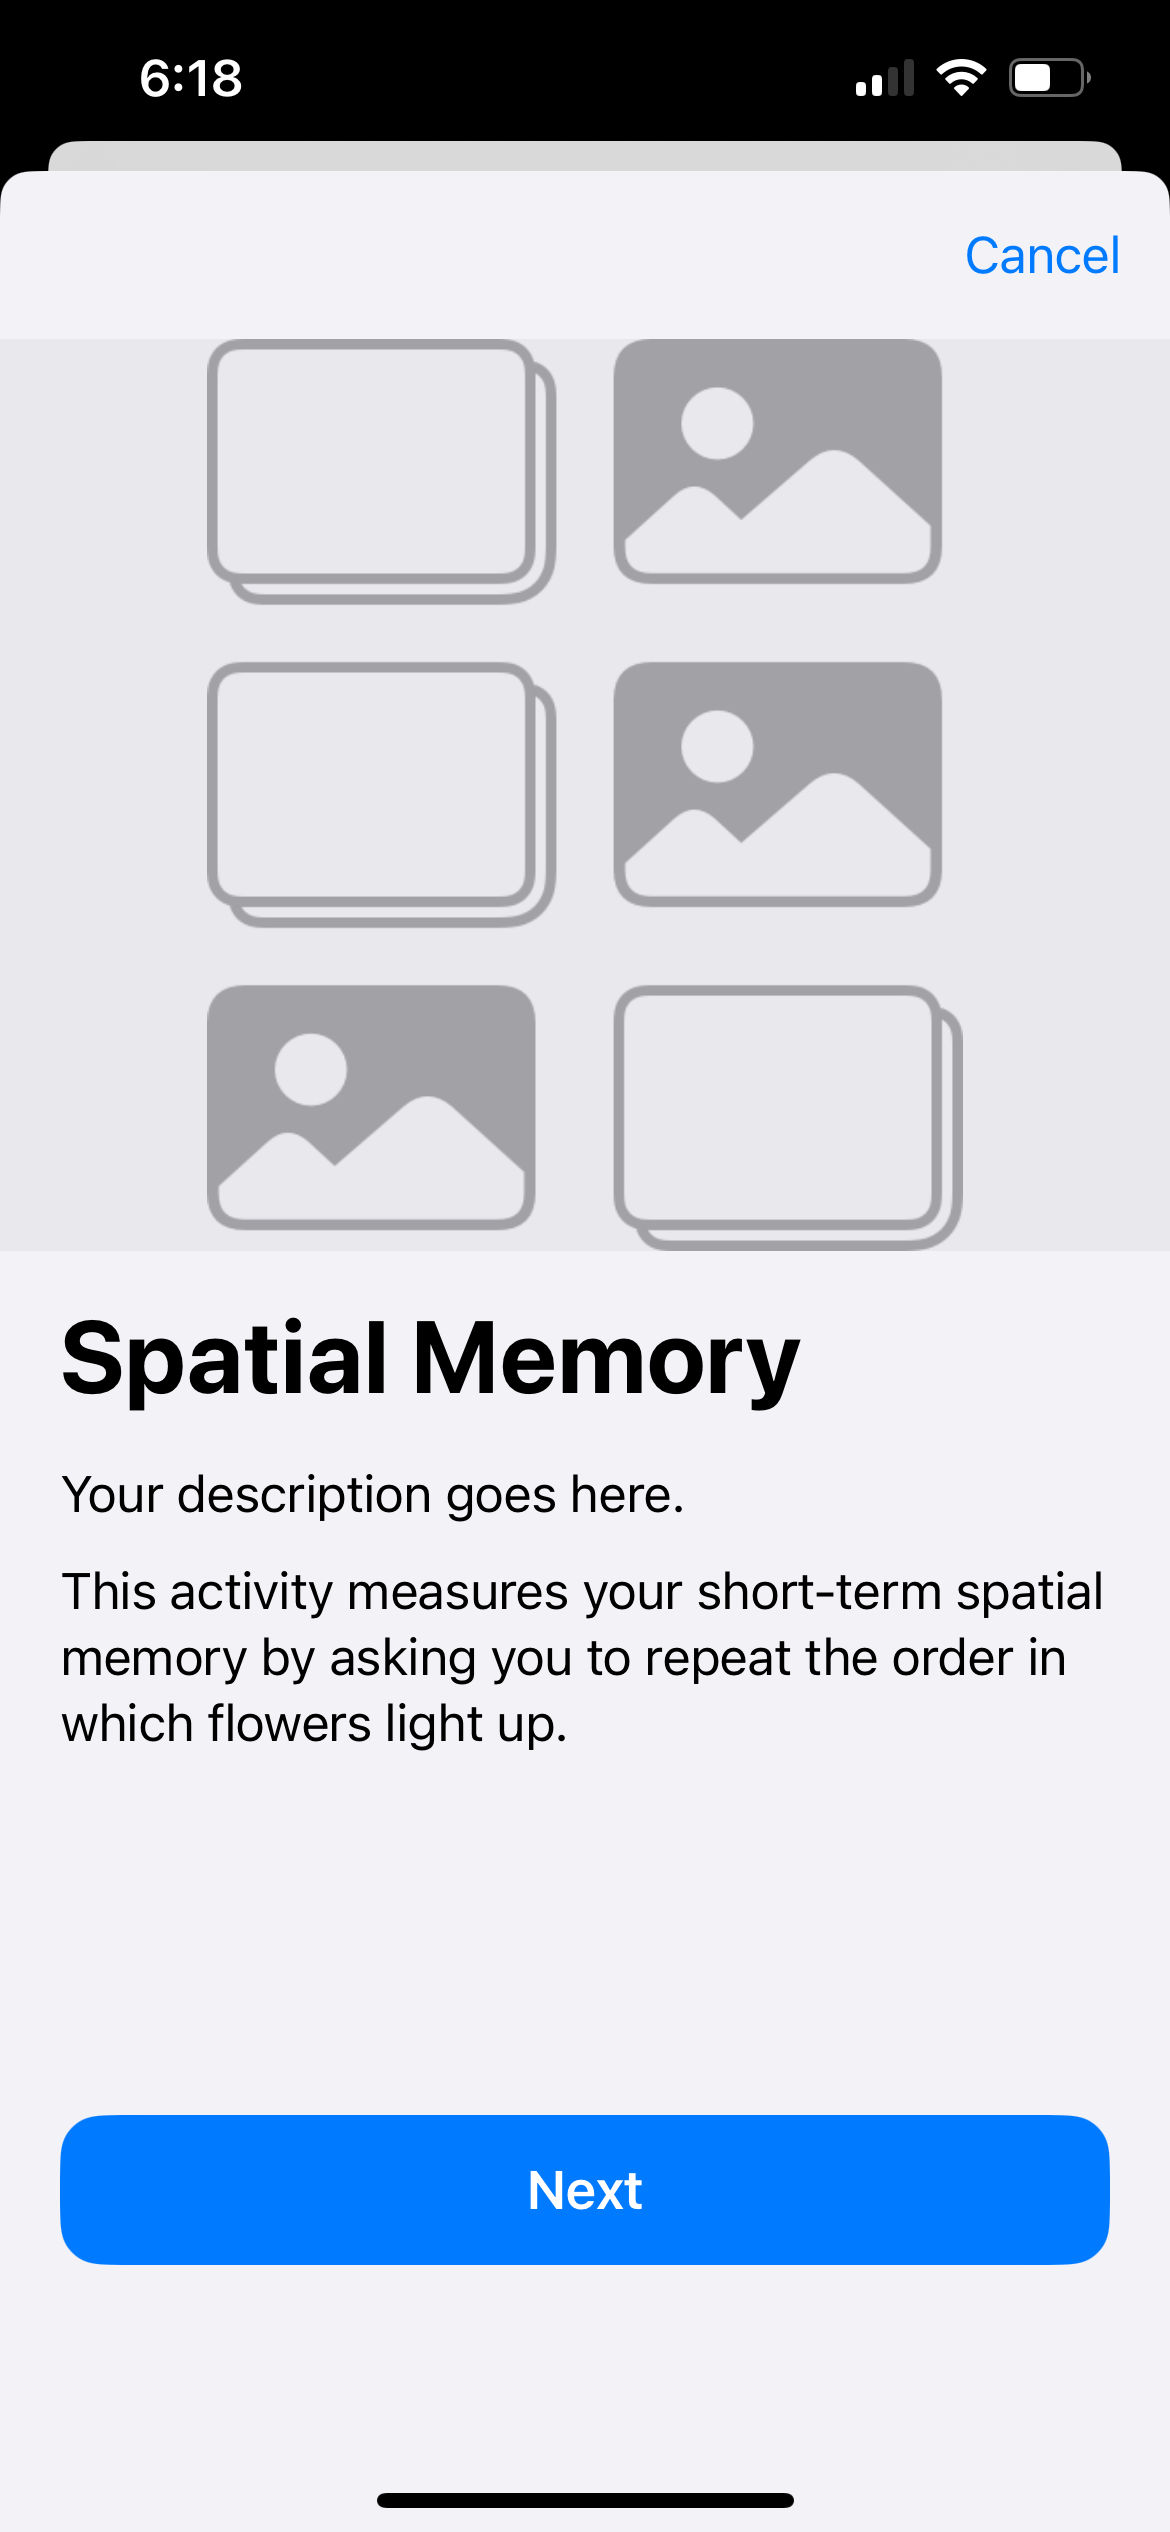 6:18
Cancel
Spatial Memory
Your description goes here.
This activity measures your short-term spatial
memory by asking you to repeat the order in
which flowers light up.
Next